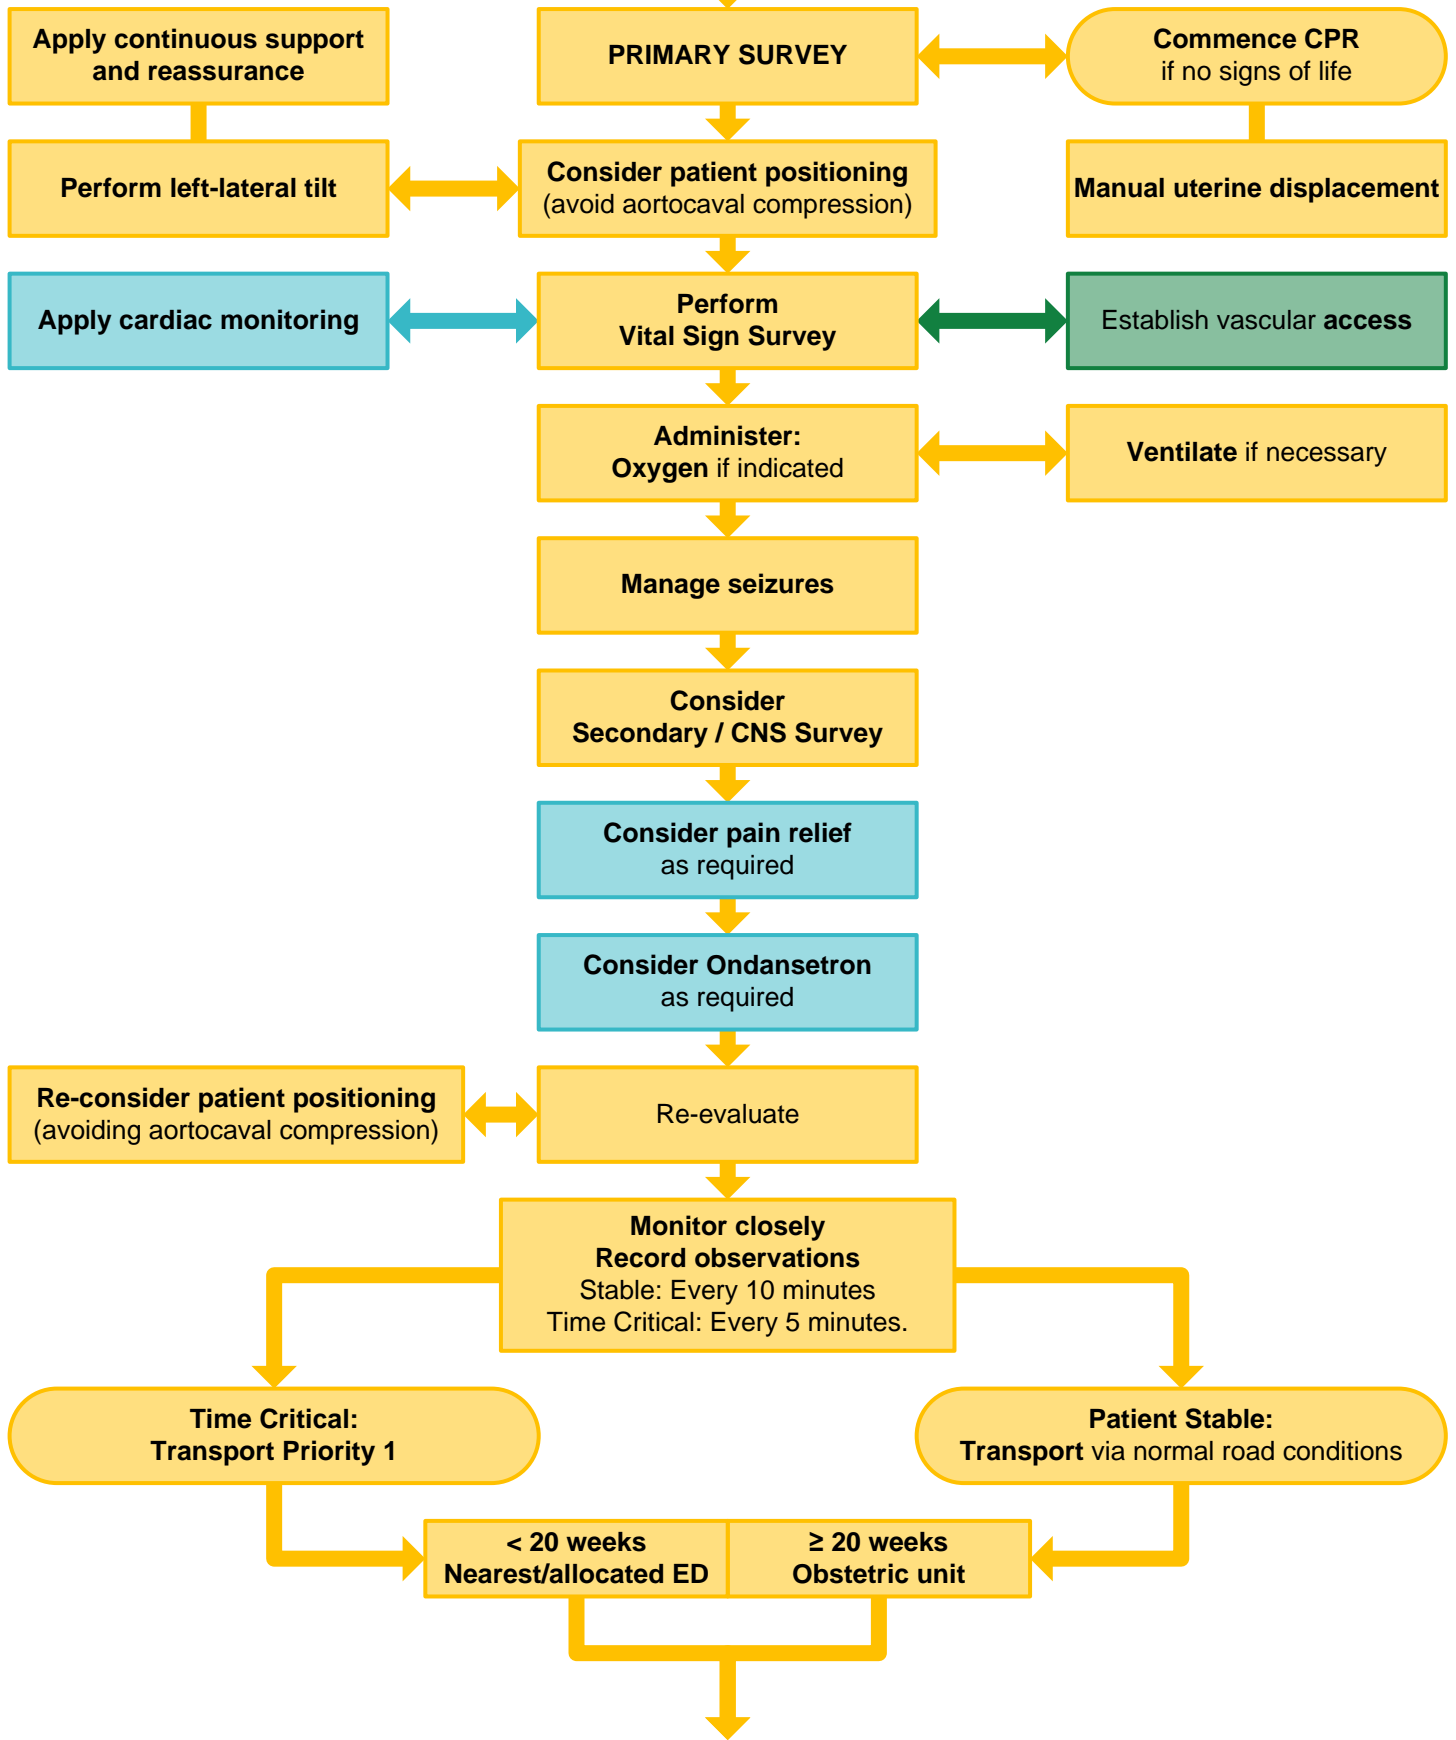 Apply continuous support
and reassurance
PRIMARY SURVEY
Commence CPR
if no signs of life
Perform left-lateral tilt
Consider patient positioning
(avoid aortocaval compression)
Manual uterine displacement
Apply cardiac monitoring
Perform
Vital Sign Survey
Establish vascular access
Administer:
Oxygen if indicated
Ventilate if necessary
Manage seizures
Consider
Secondary / CNS Survey
Consider pain relief
as required
Consider Ondansetron
as required
Re-consider patient positioning
(avoiding aortocaval compression)
Re-evaluate
Monitor closely
Record observations
Stable: Every 10 minutes
Time Critical: Every 5 minutes.
Time Critical:
Transport Priority 1
Patient Stable:
Transport via normal road conditions
< 20 weeks
Nearest/allocated ED
≥ 20 weeks
Obstetric unit